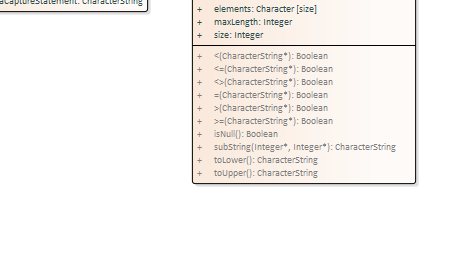 aCaptureStatement: CharacterString
+ elements: Character [size]
+ maxLength: Integer
+ size: Integer
+ <(CharacterString*): Boolean
+ <=(CharacterString*): Boolean
+ <>(CharacterString*): Boolean
+ =(CharacterString*): Boolean
+ >(CharacterString*): Boolean
+ >=(CharacterString*): Boolean
+ isNull(): Boolean
+ subString(Integer*, Integer*): CharacterString
+ toLower(): CharacterString
+ toUpper(): CharacterString